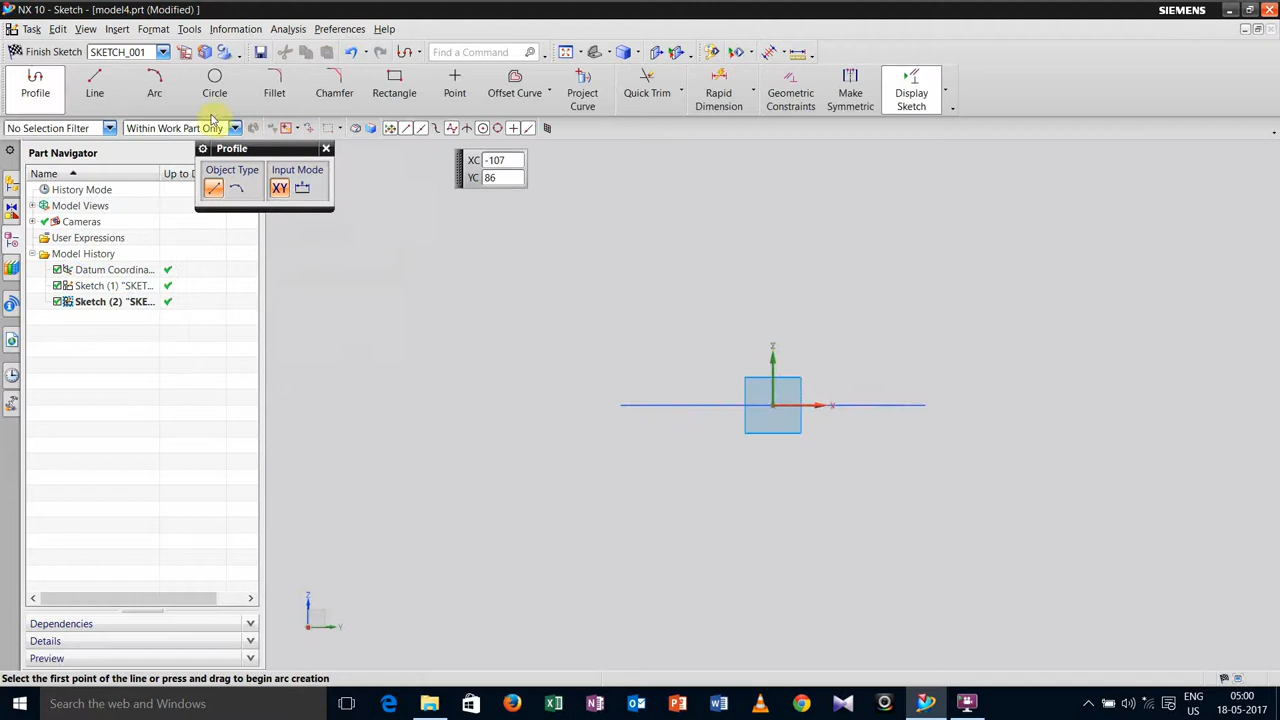 NX 10 - Sketch - [model4.prt (Modified) ]
SIEMENS
Task Edit View Insert Format Tools Information Analysis Preferences Help
Finish Sketch SKETCH_001 Find a Command
Profile Line Arc Circle Fillet Chamfer Rectangle Point Offset Curve Project Curve Quick Trim Rapid Dimension Geometric Constraints Make Symmetric Display Sketch
No Selection Filter Within Work Part Only
Part Navigator
Name Up to D
History Mode
Model Views
Cameras
User Expressions
Model History
Datum Coordina...
Sketch (1) "SKET...
Sketch (2) "SKE...
Profile
Object Type Input Mode
XY
XC -107
YC 86
Z
X
Z
Y
Dependencies
Details
Preview
Select the first point of the line or press and drag to begin arc creation
Search the web and Windows
ENG
US
05:00
18-05-2017